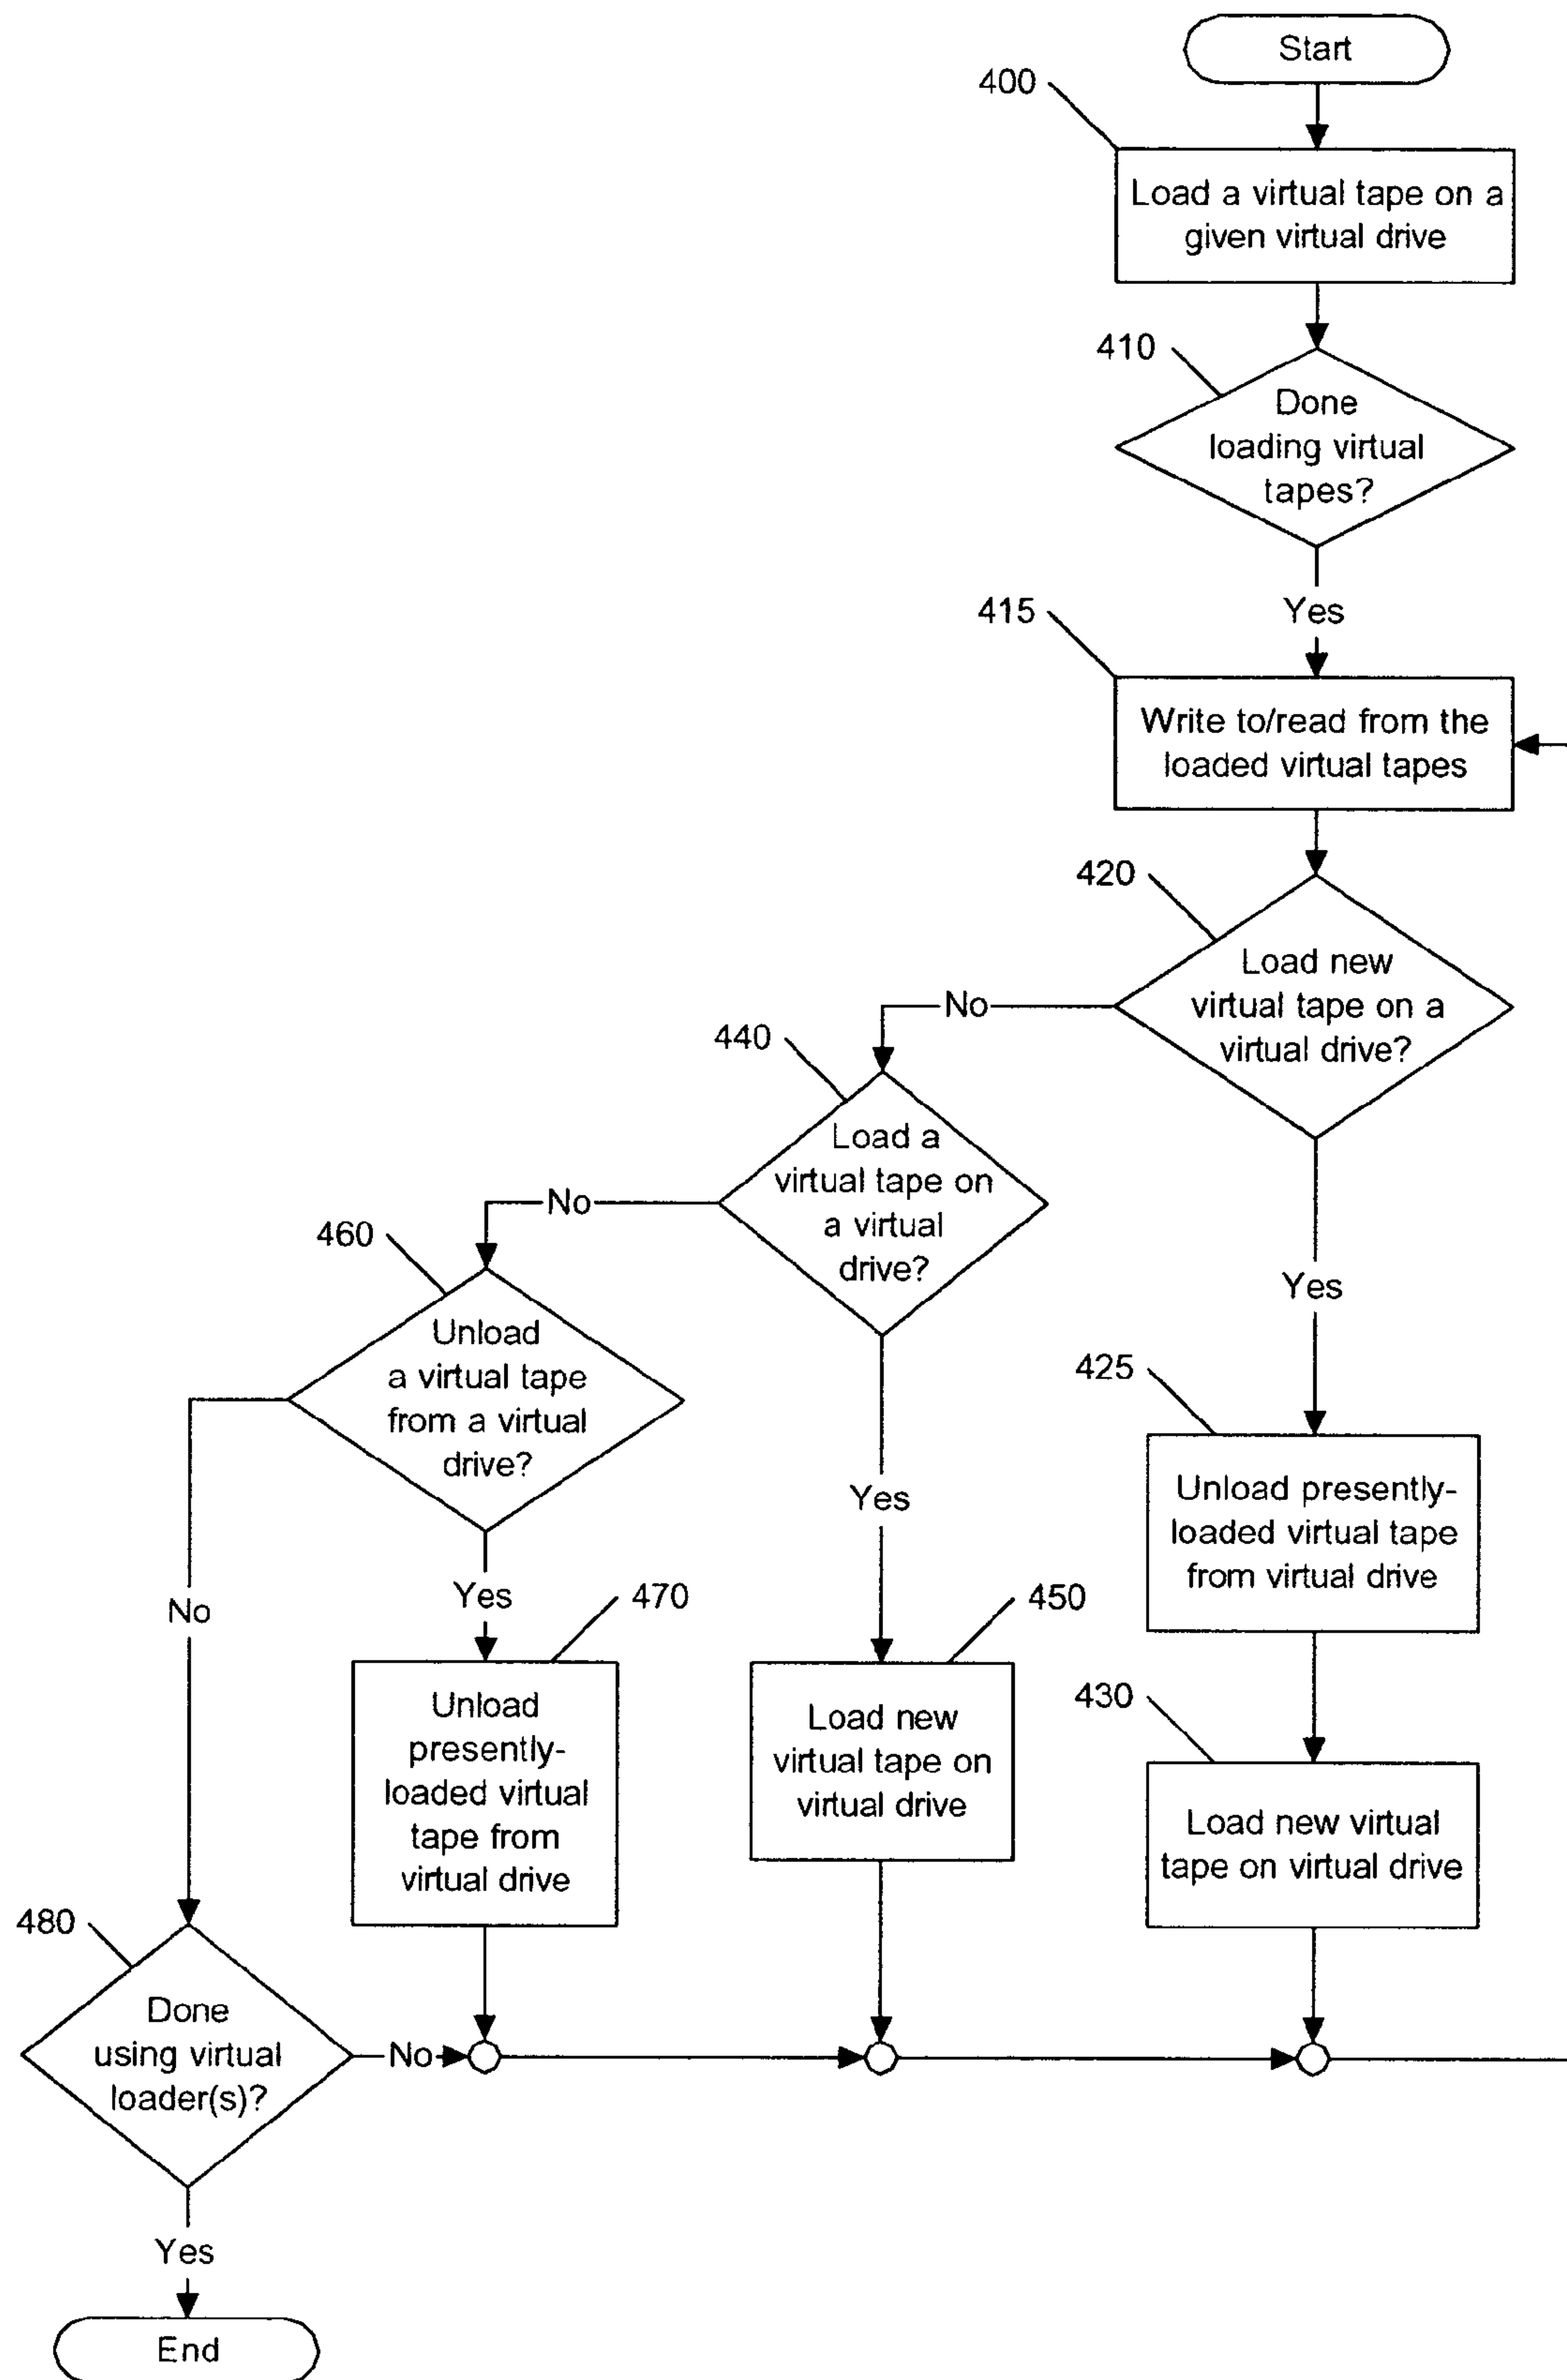 Start
400
Load a virtual tape on a
given virtual drive
410
Done
loading virtual
tapes?
Yes
415
Write to/read from the
loaded virtual tapes
420
Load new
virtual tape on a
virtual drive?
No
440
Load a
virtual tape on
a virtual
drive?
No
460
Unload
a virtual tape
from a virtual
drive?
Yes
425
Unload presently-
loaded virtual tape
from virtual drive
Yes
No
Yes
470
Unload
presently-
loaded virtual
tape from
virtual drive
450
Load new
virtual tape on
virtual drive
430
Load new virtual
tape on virtual drive
480
Done
using virtual
loader(s)?
No
Yes
End